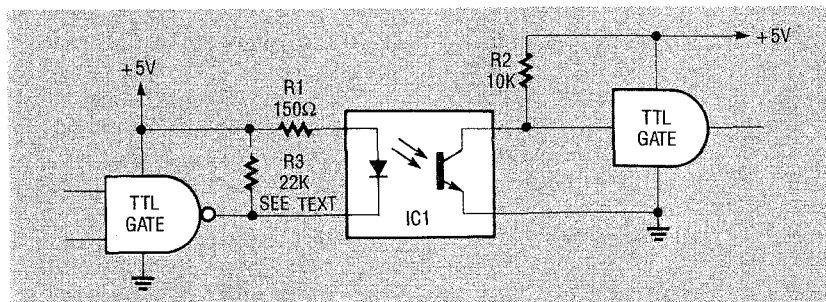 +5V
R1
150Ω
R3
22K
SEE TEXT
TTL
GATE
IC1
R2
10K
+5V
TTL
GATE